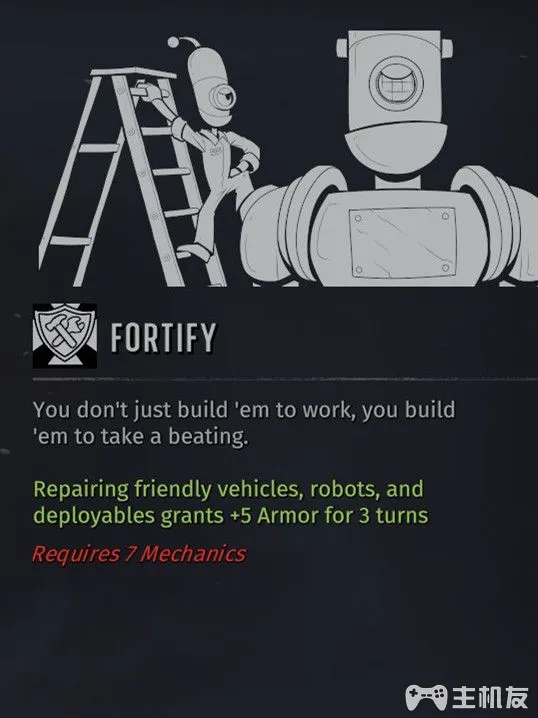 FORTIFY
You don't just build 'em to work, you build
'em to take a beating.
Repairing friendly vehicles, robots, and
deployables grants +5 Armor for 3 turns
Requires 7 Mechanics
主机友